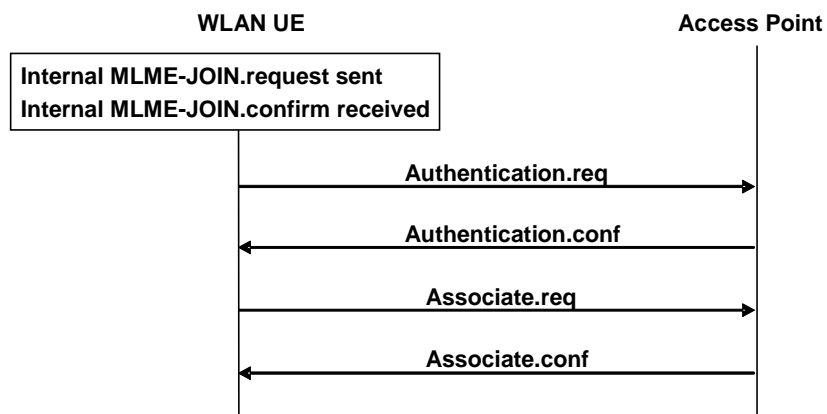 WLAN UE
Access Point
Internal MLME-JOIN.request sent
Internal MLME-JOIN.confirm received
Authentication.req
Authentication.conf
Associate.req
Associate.conf